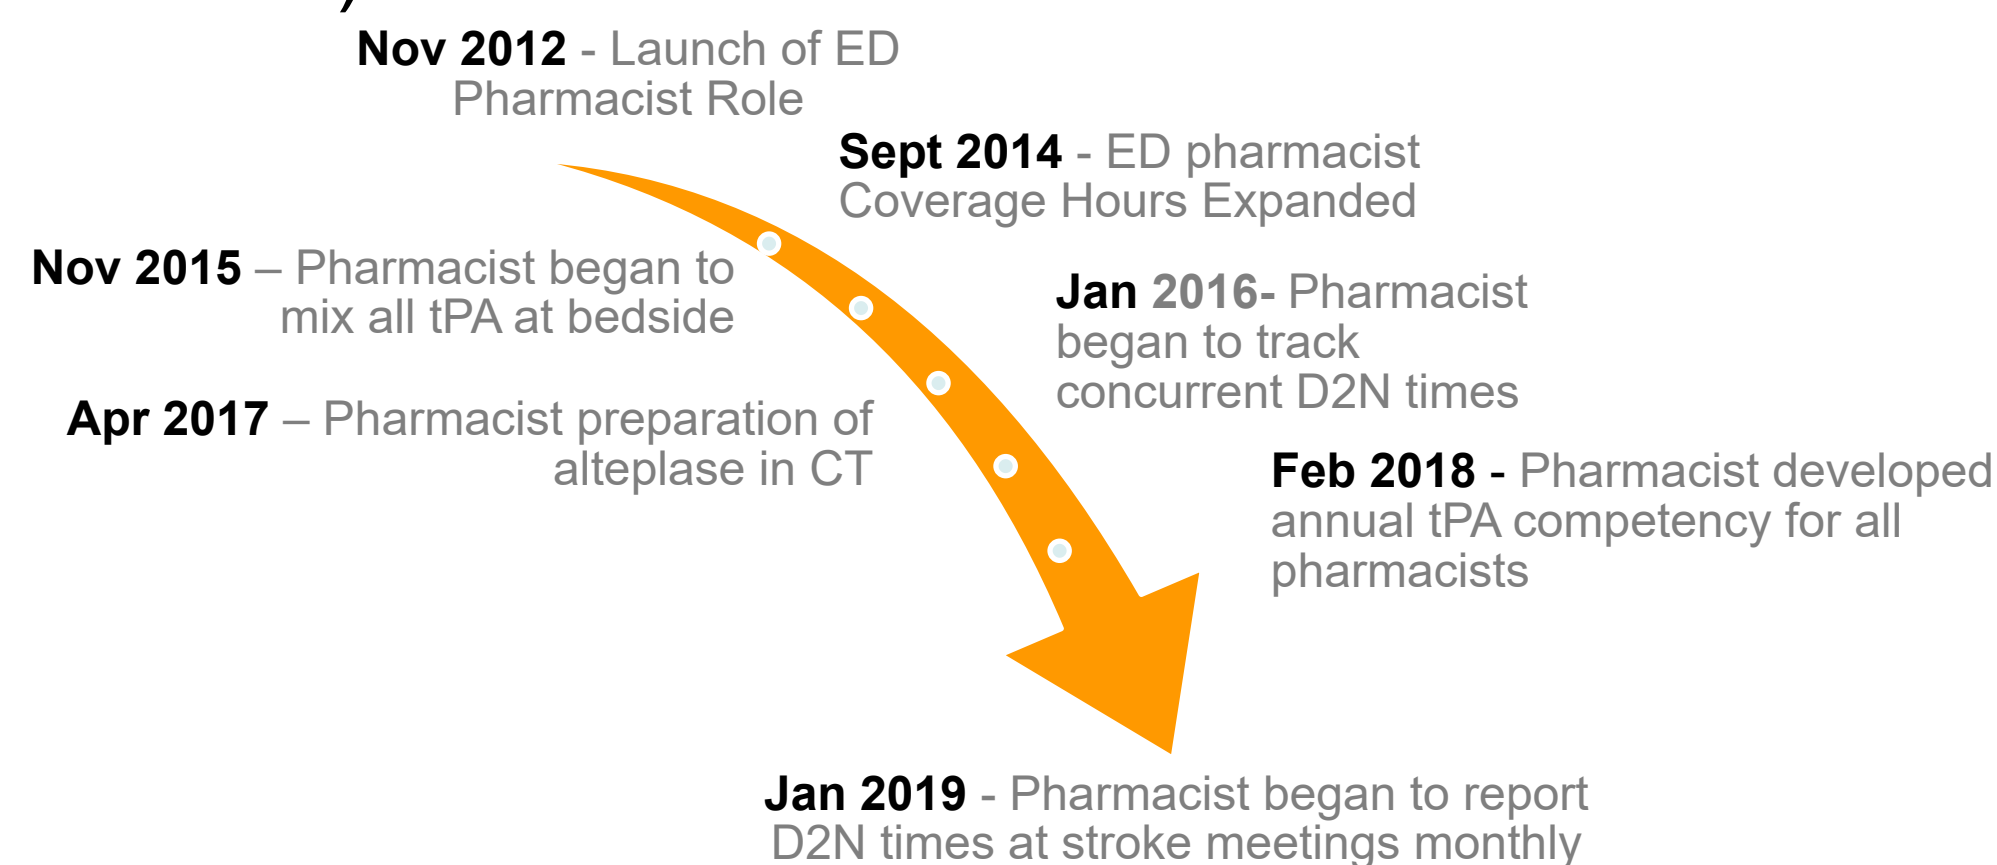 Nov 2012 - Launch of ED
Pharmacist Role
Sept 2014 - ED pharmacist
Coverage Hours Expanded
Nov 2015 – Pharmacist began to
mix all tPA at bedside
Jan 2016- Pharmacist
began to track
concurrent D2N times
Apr 2017 – Pharmacist preparation of
alteplase in CT
Feb 2018 - Pharmacist developed
annual tPA competency for all
pharmacists
Jan 2019 - Pharmacist began to report
D2N times at stroke meetings monthly